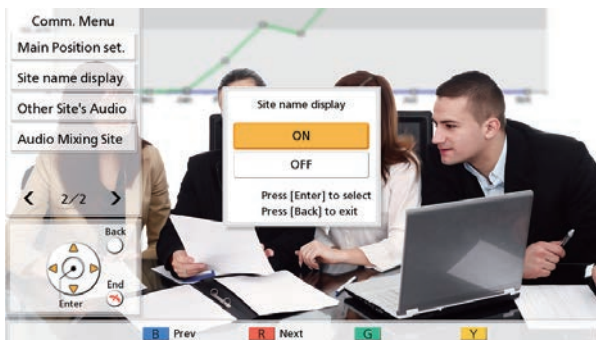 Comm. Menu
Main Position set.
Site name display
Other Site's Audio
Audio Mixing Site
2/2
Back
End
Enter
Site name display
ON
OFF
Press [Enter] to select
Press [Back] to exit
B Prev R Next G Y